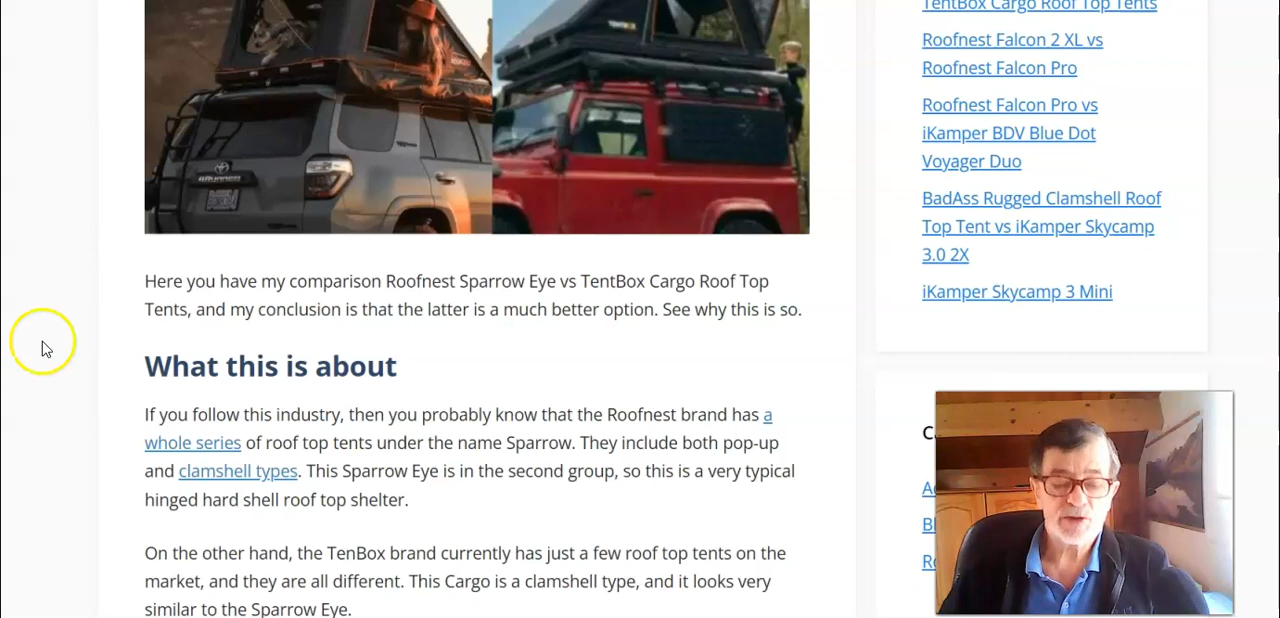 TentBox Cargo Roof Top Tents
Roofnest Falcon 2 XL vs
Roofnest Falcon Pro
Roofnest Falcon Pro vs
iKamper BDV Blue Dot
Voyager Duo
BadAss Rugged Clamshell Roof
Top Tent vs iKamper Skycamp
3.0 2X
iKamper Skycamp 3 Mini
Here you have my comparison Roofnest Sparrow Eye vs TentBox Cargo Roof Top
Tents, and my conclusion is that the latter is a much better option. See why this is so.
What this is about
If you follow this industry, then you probably know that the Roofnest brand has a
whole series of roof top tents under the name Sparrow. They include both pop-up
and clamshell types. This Sparrow Eye is in the second group, so this is a very typical
hinged hard shell roof top shelter.
On the other hand, the TenBox brand currently has just a few roof top tents on the
market, and they are all different. This Cargo is a clamshell type, and it looks very
similar to the Sparrow Eye.